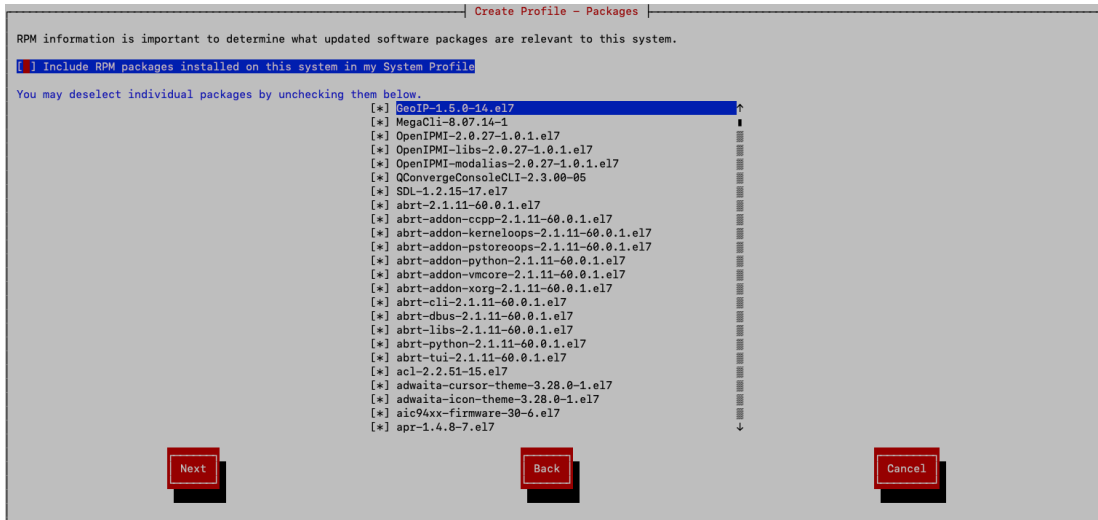 Create Profile - Packages
RPM information is important to determine what updated software packages are relevant to this system.
[ ] Include RPM packages installed on this system in my System Profile
You may deselect individual packages by unchecking them below.
[*] GeoIP-1.5.0-14.el7
[*] MegaCli-8.07.14-1
[*] OpenIPMI-2.0.27-1.0.1.el7
[*] OpenIPMI-libs-2.0.27-1.0.1.el7
[*] OpenIPMI-modalias-2.0.27-1.0.1.el7
[*] QConvergeConsoleCLI-2.3.00-05
[*] SDL-1.2.15-17.el7
[*] abrt-2.1.11-60.0.1.el7
[*] abrt-addon-ccpp-2.1.11-60.0.1.el7
[*] abrt-addon-kerneloops-2.1.11-60.0.1.el7
[*] abrt-addon-pstoreoops-2.1.11-60.0.1.el7
[*] abrt-addon-python-2.1.11-60.0.1.el7
[*] abrt-addon-vmcore-2.1.11-60.0.1.el7
[*] abrt-addon-xorg-2.1.11-60.0.1.el7
[*] abrt-cli-2.1.11-60.0.1.el7
[*] abrt-dbus-2.1.11-60.0.1.el7
[*] abrt-libs-2.1.11-60.0.1.el7
[*] abrt-python-2.1.11-60.0.1.el7
[*] abrt-tui-2.1.11-60.0.1.el7
[*] acl-2.2.51-15.el7
[*] adwaita-cursor-theme-3.28.0-1.el7
[*] adwaita-icon-theme-3.28.0-1.el7
[*] aic94xx-firmware-30-6.el7
[*] apr-1.4.8-7.el7
Next
Back
Cancel